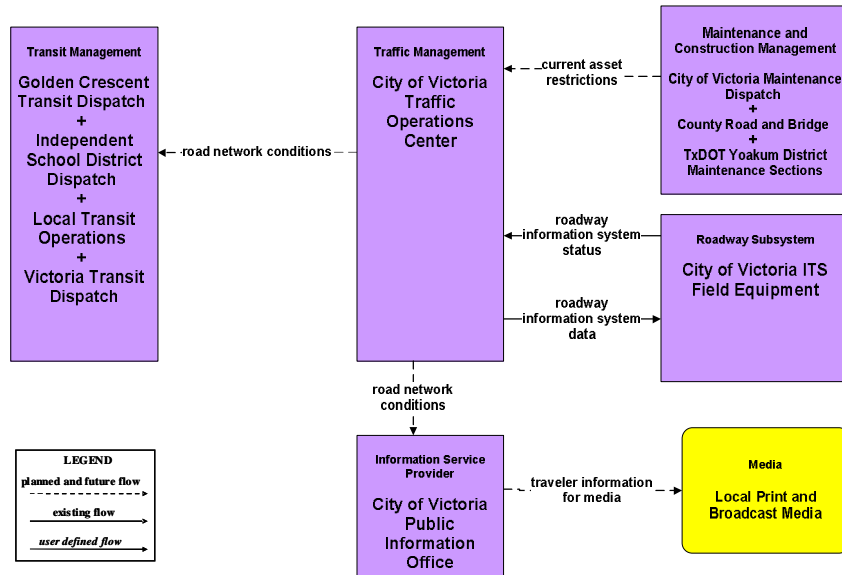 Transit Management
Golden Crescent
Transit Dispatch
+
Independent
School District
Dispatch
+
Local Transit
Operations
+
Victoria Transit
Dispatch
road network conditions
Traffic Management
City of Victoria
Traffic
Operations
Center
current asset
restrictions
Maintenance and
Construction Management
City of Victoria Maintenance
Dispatch
+
County Road and Bridge
+
TxDOT Yoakum District
Maintenance Sections
roadway
information system
status
roadway
information system
data
Roadway Subsystem
City of Victoria ITS
Field Equipment
road network
conditions
LEGEND
planned and future flow
existing flow
user defined flow
Information Service
Provider
City of Victoria
Public
Information
Office
traveler information
for media
Media
Local Print and
Broadcast Media